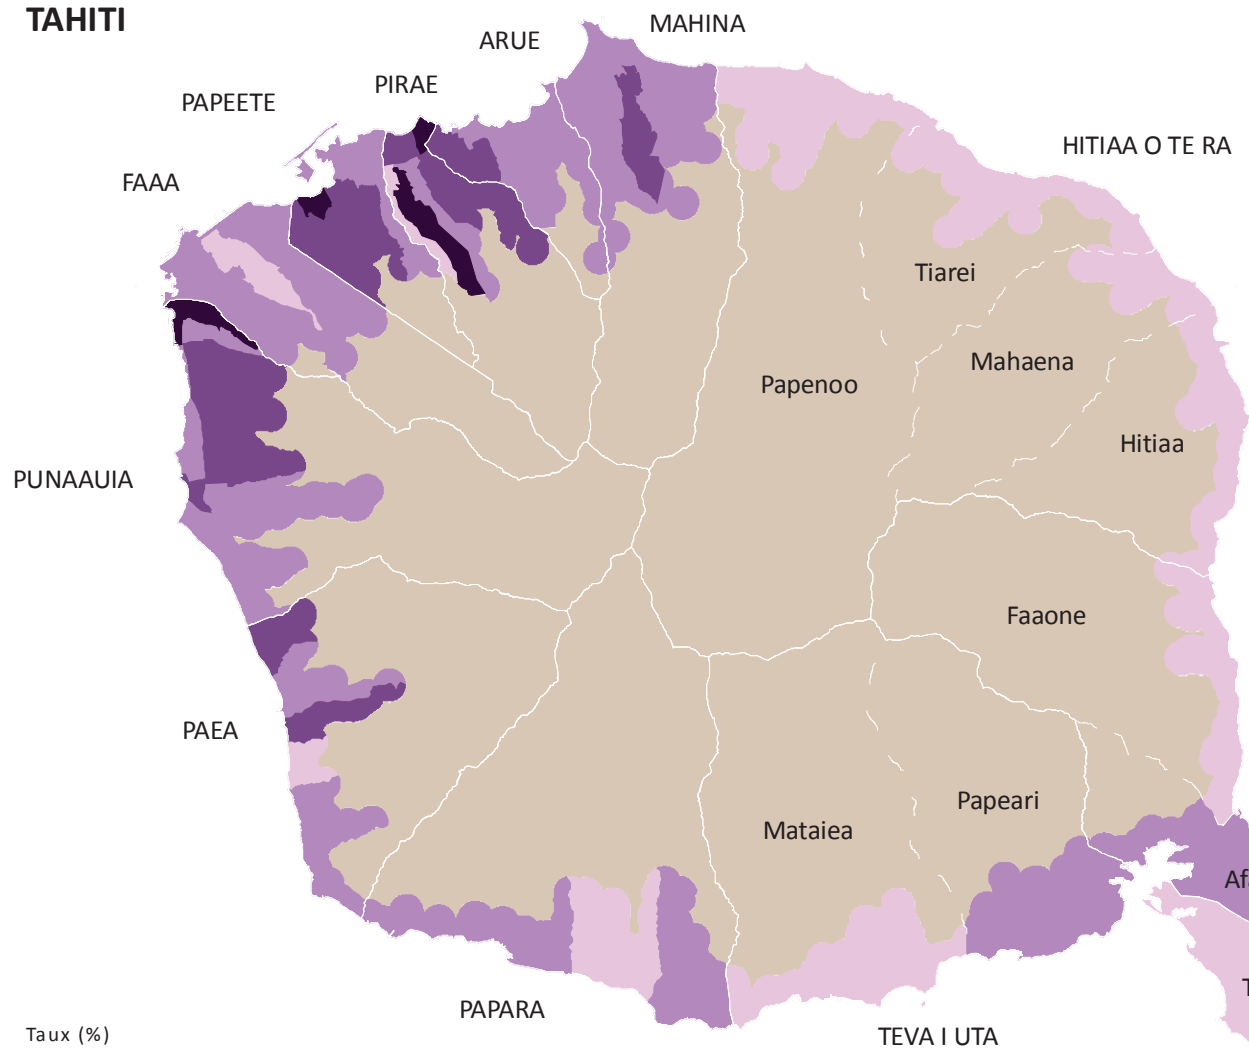 TAHITI
MAHINA
ARUE
PIRAE
PAPEETE
HITIAA O TE RA
FAAA
Tiarei
Mahaena
Papenoo
Hitiaa
PUNAAUIA
Faaone
PAEA
Papeari
Mataiea
Af
T
PAPARA
Taux (%)
TEVA I UTA